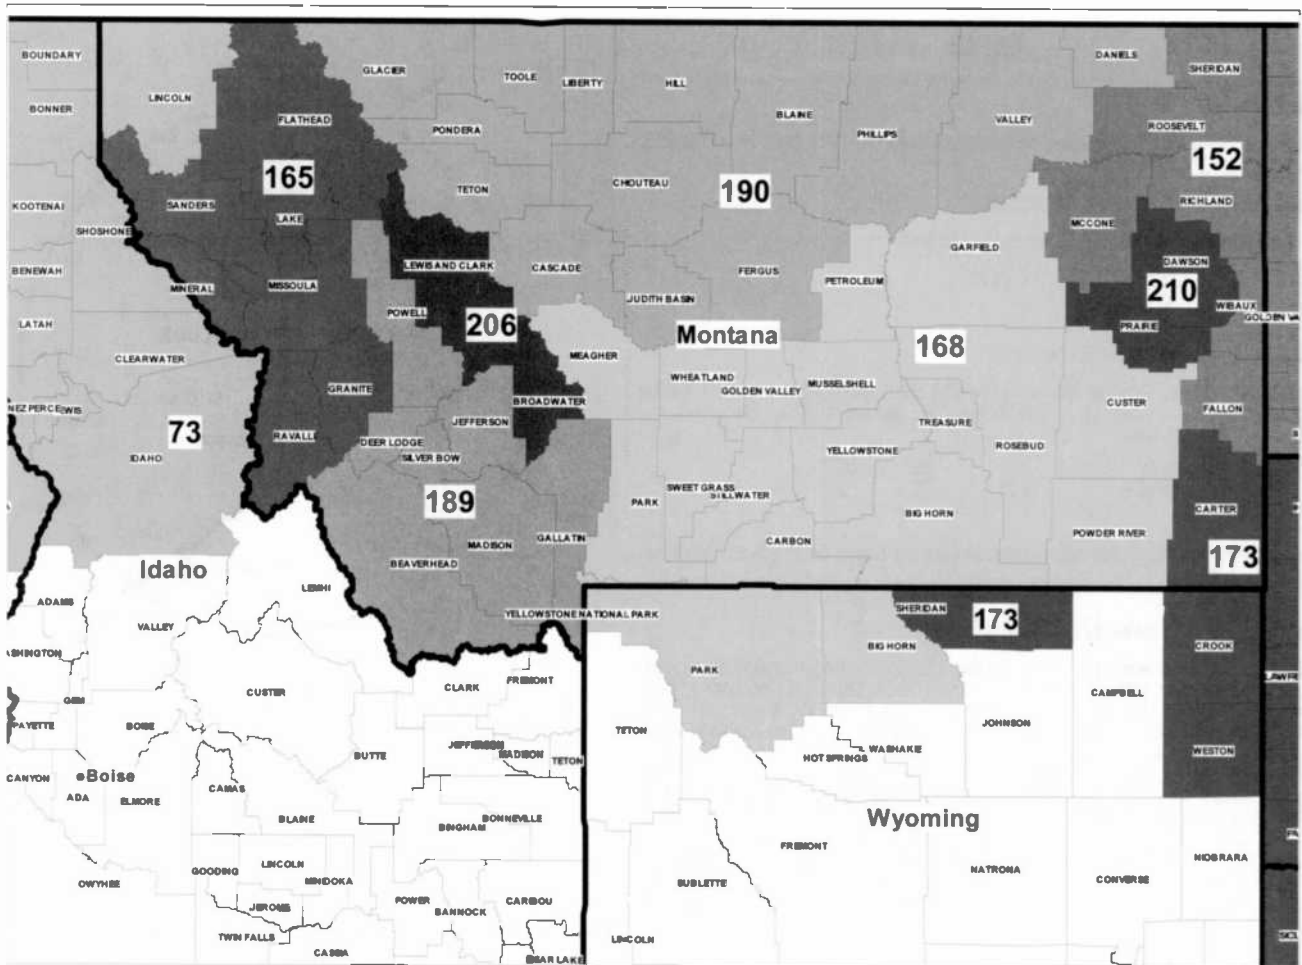 BOUNDARY
GLACIER
TOOLE
LIBERTY
HILL
DANIELS
SHERIDAN
LINCOLN
BONNER
FLATHEAD
PONDERA
BLAINE
PHILLIPS
VALLEY
ROOSEVELT
152
165
TETON
CHOUTEAU
190
KOOTENAI
SANDERS
LAKE
RICHLAND
SHOSHONE
MCCONE
GARFIELD
BENEWAH
LEWIS AND CLARK
CASCADE
FERGUS
PETROLEUM
DAWSON
MINERAL
MISSOULA
210
JUDITH BASIN
WIBAUX
POWELL
LATAH
206
Montana
PRAIRIE
168
CLEARWATER
MEAGHER
WHEATLAND
GOLDEN VALLEY
MUSSELSHELL
GRANITE
BROADWATER
CUSTER
NEZ PERCE
FALLON
73
JEFFERSON
TREASURE
RAVALLI
DEER LODGE
SILVER BOW
YELLOWSTONE
ROSEBUD
IDAHO
189
PARK
SWEET GRASS
STILLWATER
BIG HORN
CARTER
GALLATIN
MADISON
CARBON
POWDER RIVER
173
BEAVERHEAD
Idaho
LEMHI
ADAMS
YELLOWSTONE NATIONAL PARK
SHERIDAN
173
VALLEY
BIG HORN
CROOK
PARK
CUSTER
CLARK
FREMONT
CAMPBELL
GEM
PAYETTE
BOISE
TETON
JOHNSON
BUTTE
JEFFERSON
MADISON
TETON
HOT SPRINGS
WASHAKIE
WESTON
CANYON
Boise
CAMAS
ADA
ELMORE
BLAINE
BINGHAM
BONNEVILLE
Wyoming
FREMONT
NIOBRARA
GOODING
LINCOLN
MINIDOKA
NATRONA
CONVERSE
OWYHEE
SUBLETTE
POWER
BANNOCK
CARIBOU
JEROME
TWIN FALLS
CASSIA
LINCOLN
BEAR LAKE